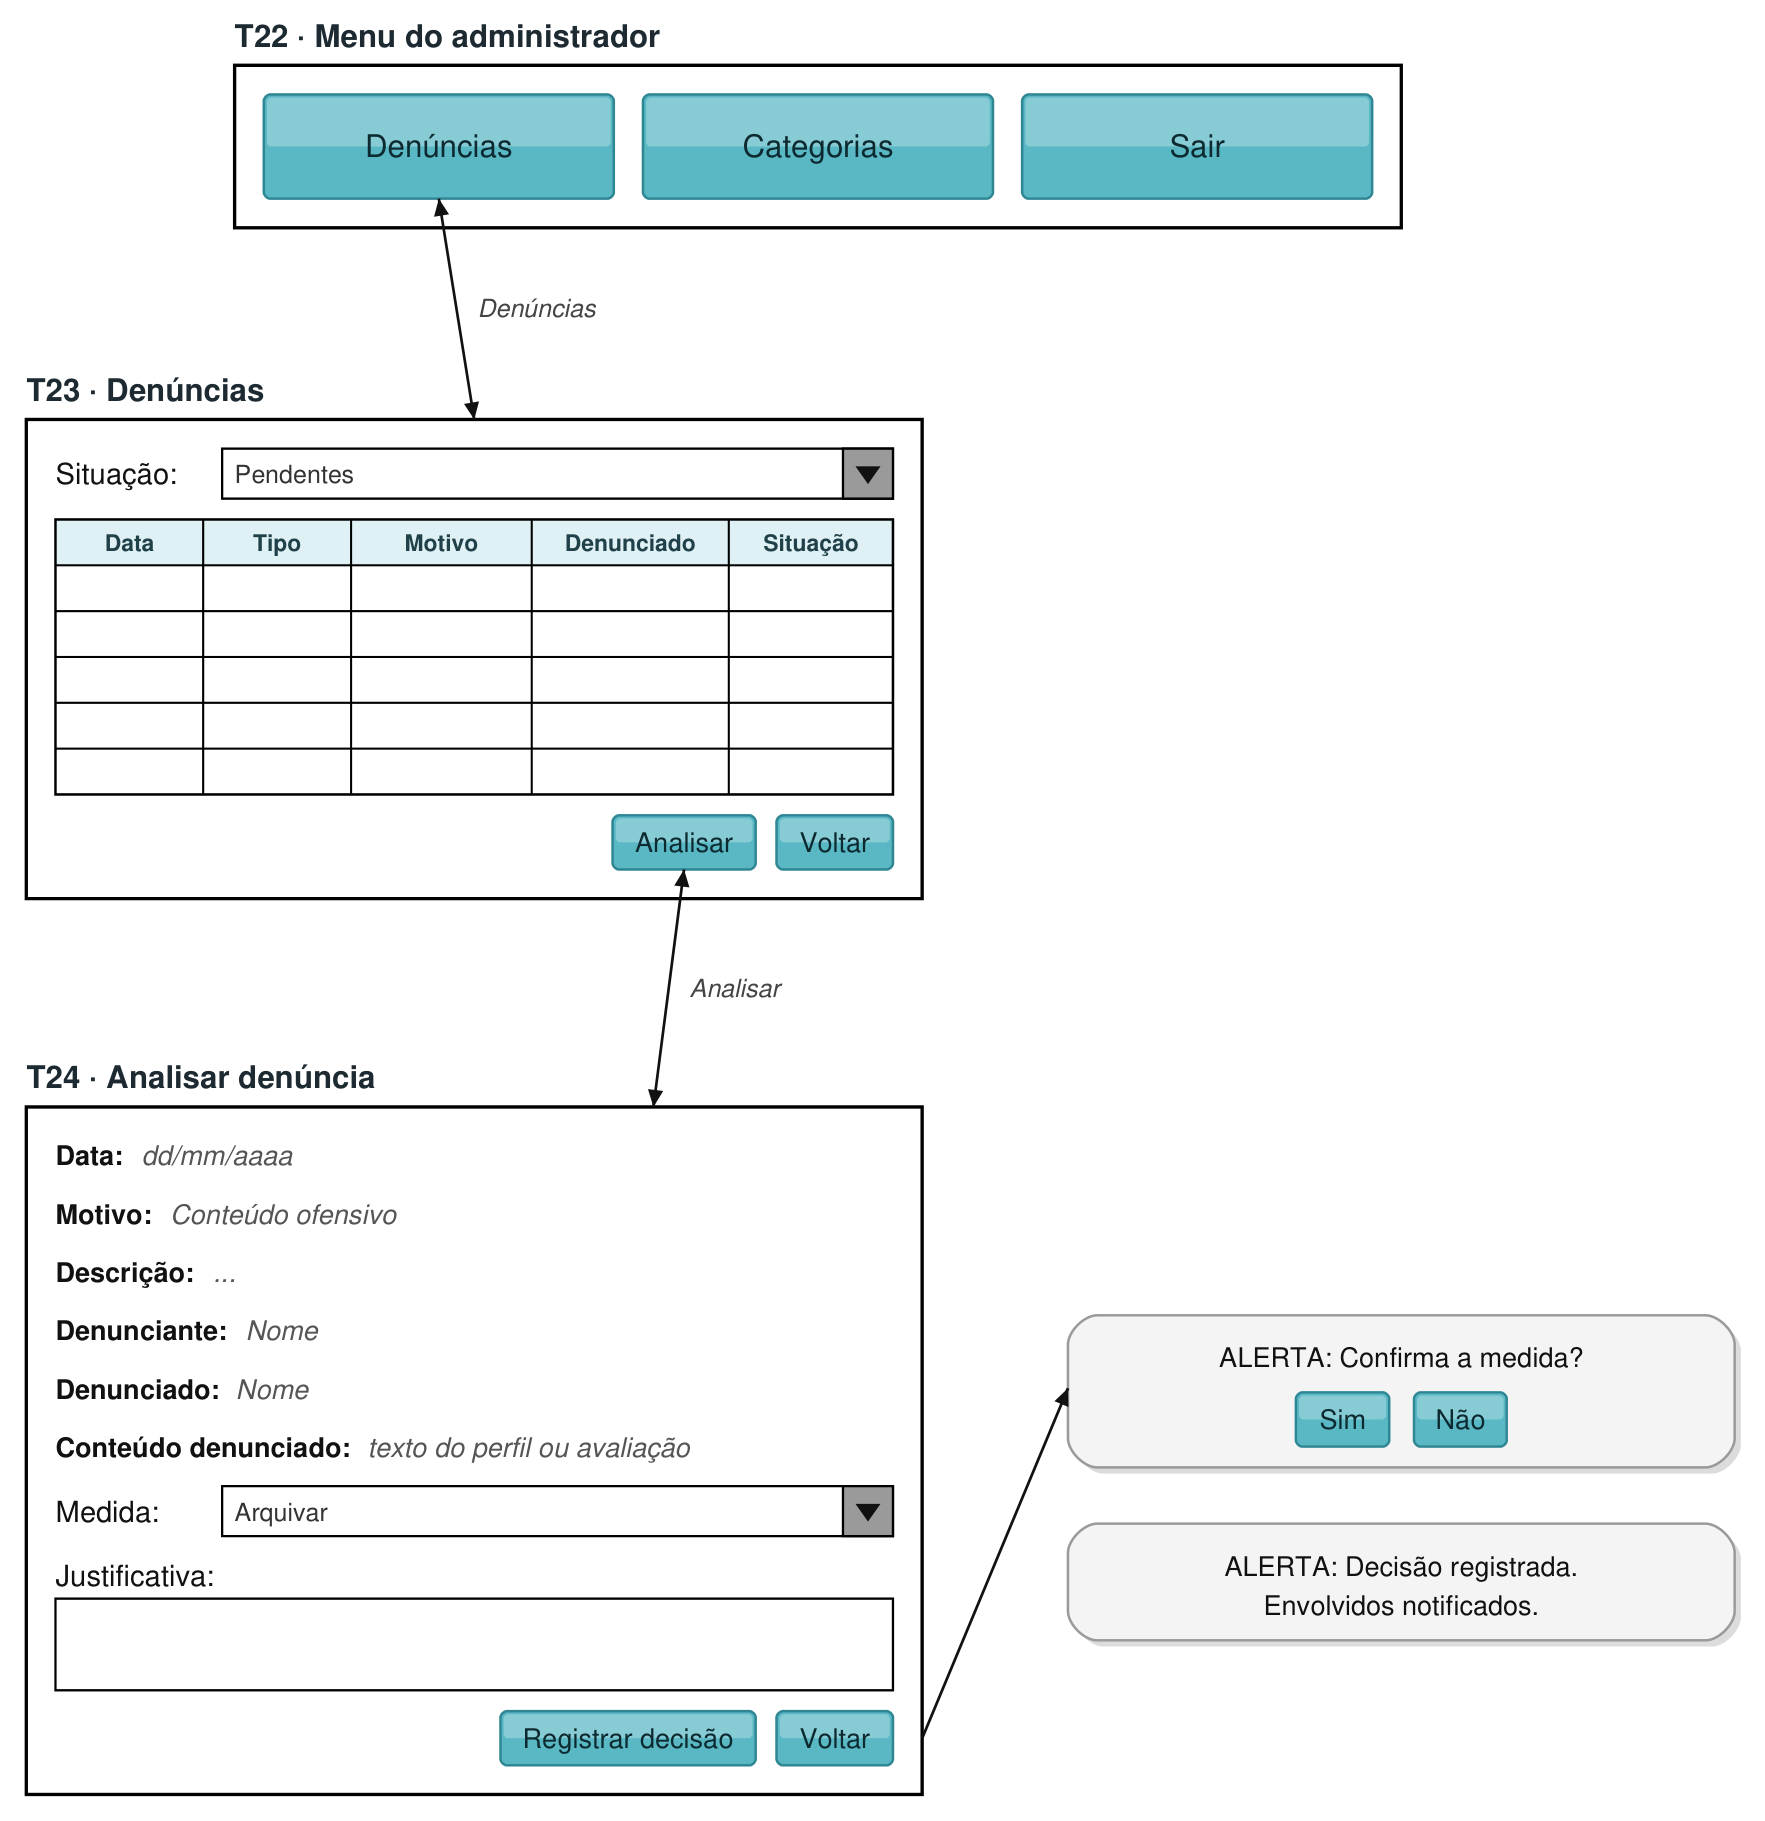 T22 · Menu do administrador
Denúncias
Categorias
Sair
Denúncias
T23 · Denúncias
Situação:
Pendentes
Data
Tipo
Motivo
Denunciado
Situação
Analisar
Voltar
Analisar
T24 · Analisar denúncia
Data: dd/mm/aaaa
Motivo: Conteúdo ofensivo
Descrição: ...
Denunciante: Nome
Denunciado: Nome
Conteúdo denunciado: texto do perfil ou avaliação
Medida:
Arquivar
Justificativa:
Registrar decisão
Voltar
ALERTA: Confirma a medida?
Sim
Não
ALERTA: Decisão registrada.
Envolvidos notificados.